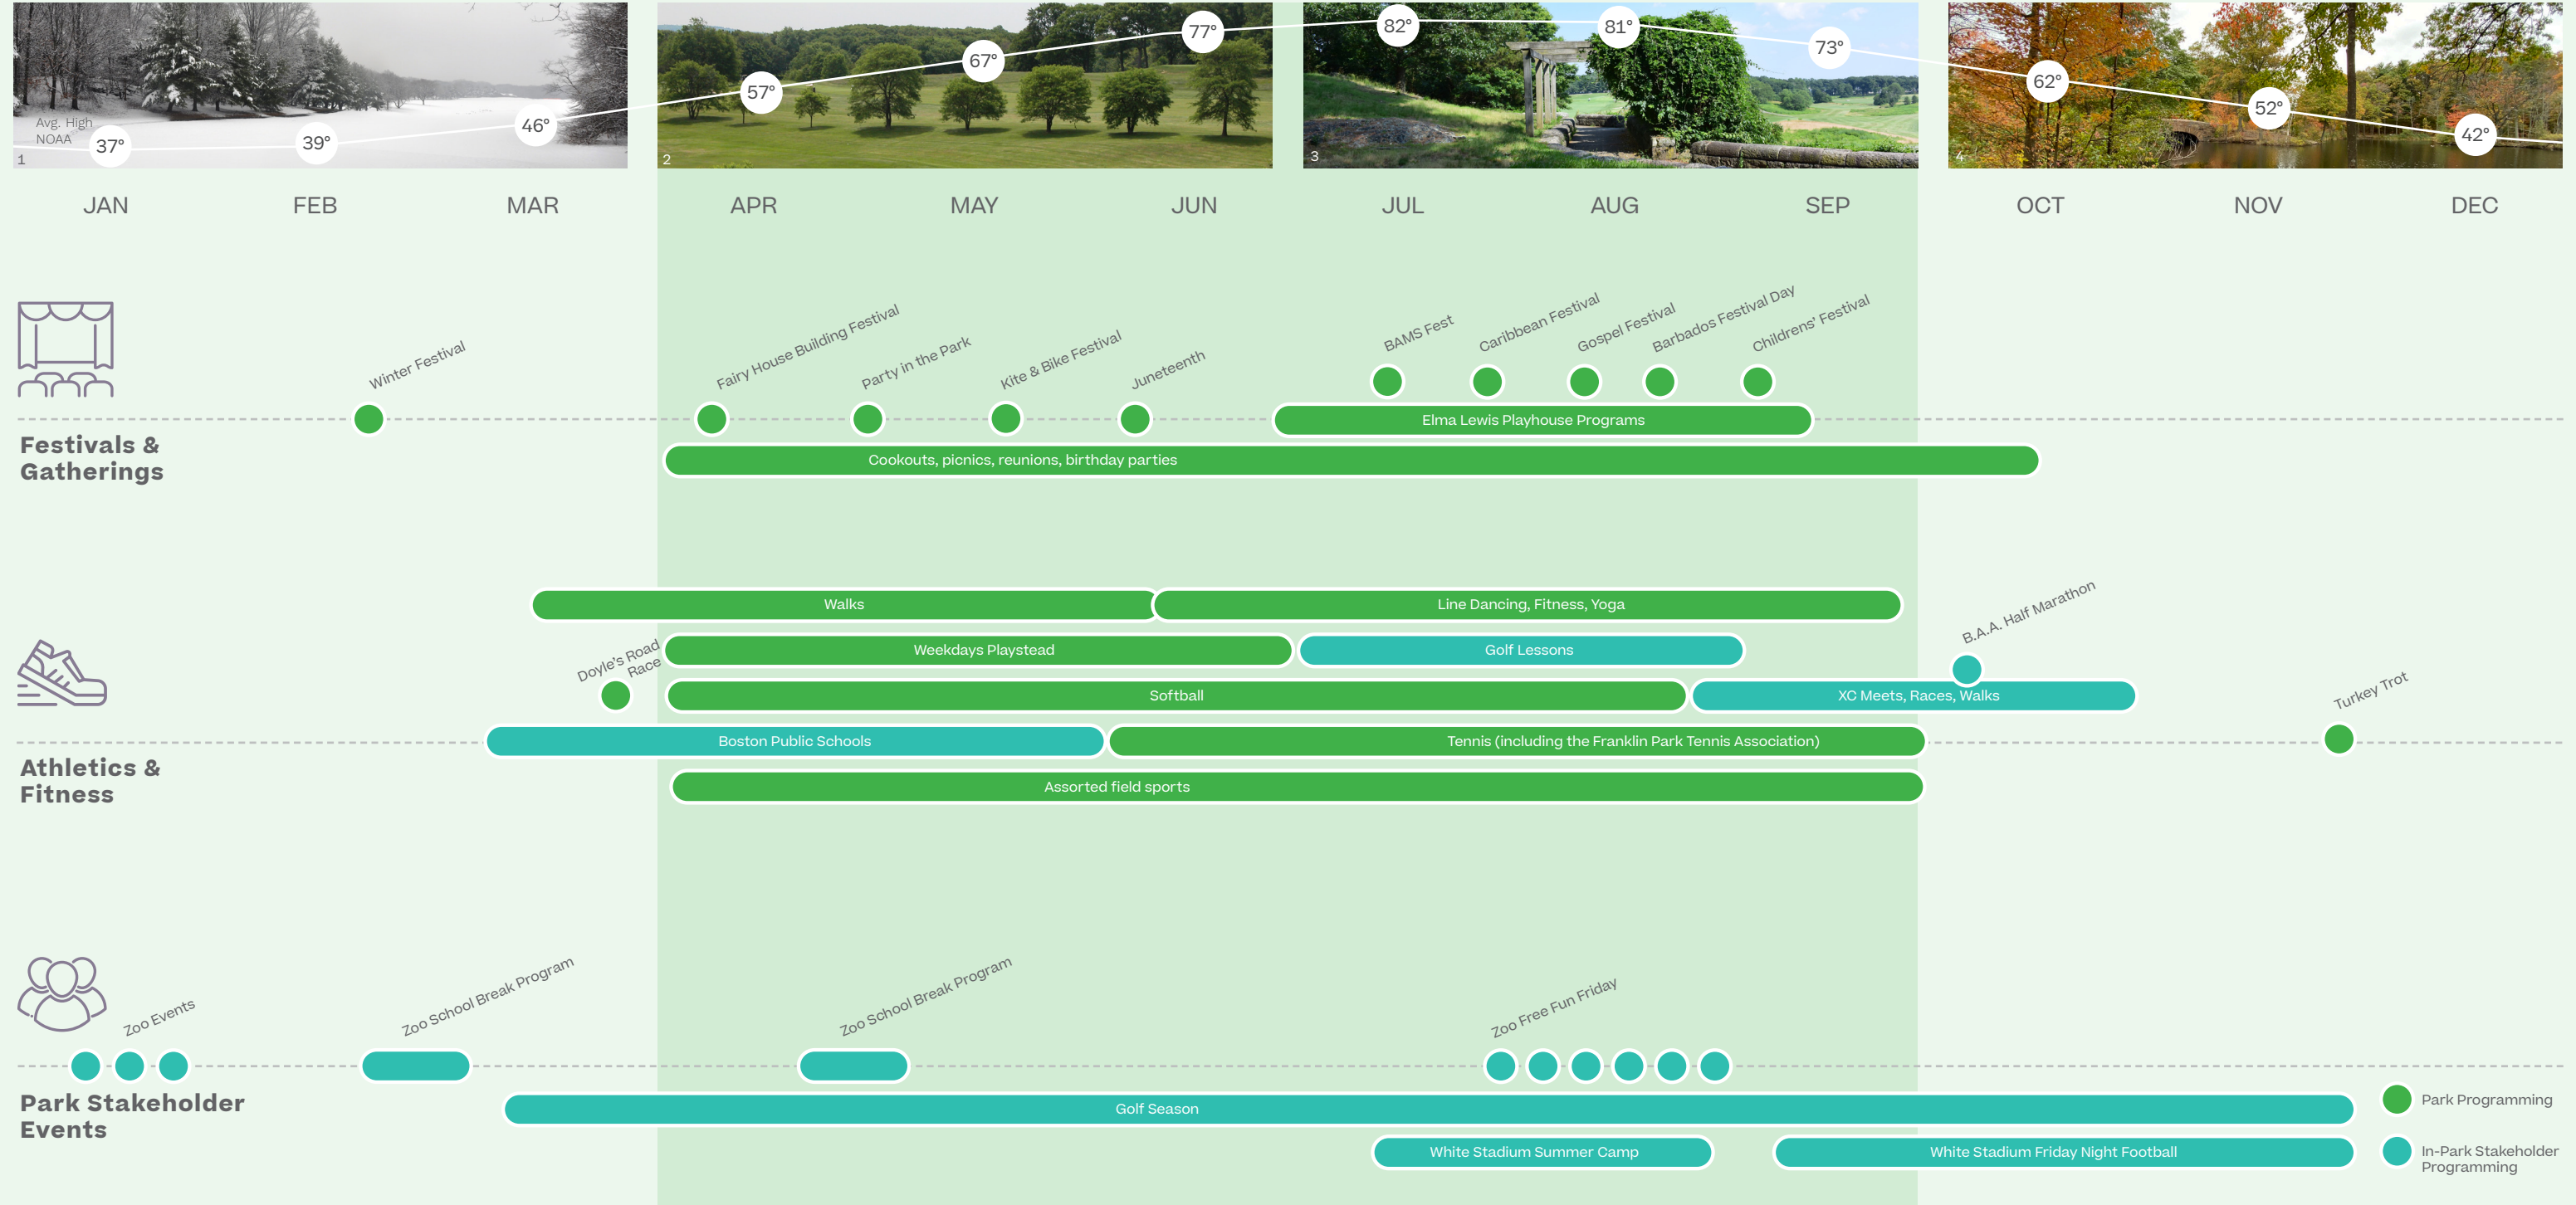 Avg. High
NOAA
37°
39°
46°
57°
67°
77°
82°
81°
73°
62°
52°
42°
1
2
3
4
JAN
FEB
MAR
APR
MAY
JUN
JUL
AUG
SEP
OCT
NOV
DEC
Festivals &
Gatherings
Winter Festival
Fairy House Building Festival
Party in the Park
Kite & Bike Festival
Juneteenth
BAMS Fest
Caribbean Festival
Gospel Festival
Barbados Festival Day
Childrens’ Festival
Elma Lewis Playhouse Programs
Cookouts, picnics, reunions, birthday parties
Athletics &
Fitness
Walks
Line Dancing, Fitness, Yoga
Doyle’s Road
Race
Weekdays Playstead
Golf Lessons
B.A.A. Half Marathon
Softball
XC Meets, Races, Walks
Turkey Trot
Boston Public Schools
Tennis (including the Franklin Park Tennis Association)
Assorted field sports
Park Stakeholder
Events
Zoo Events
Zoo School Break Program
Zoo School Break Program
Zoo Free Fun Friday
Golf Season
White Stadium Summer Camp
White Stadium Friday Night Football
Park Programming
In-Park Stakeholder
Programming